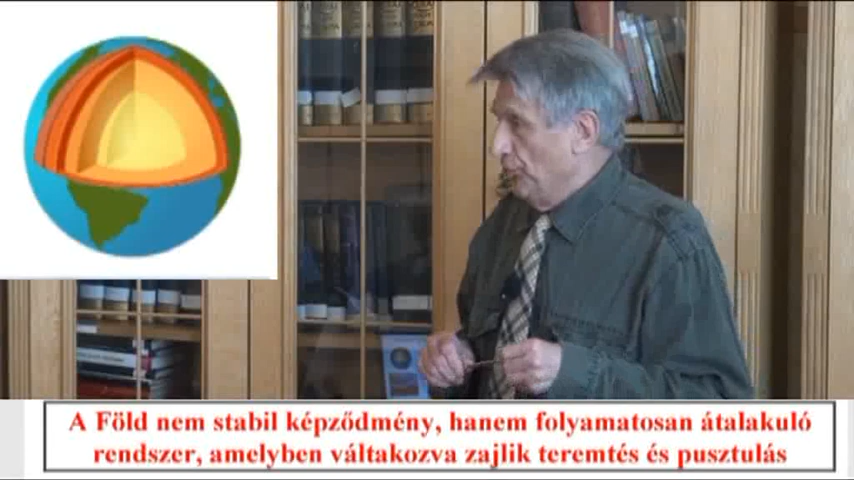 A Föld nem stabil képződmény, hanem folyamatosan átalakuló
rendszer, amelyben váltakozva zajlik teremtés és pusztulás